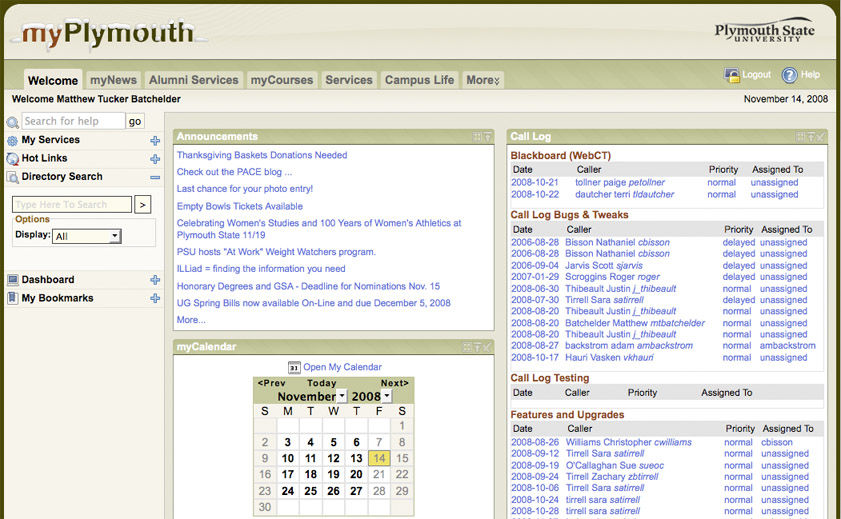 myPlymouth
Plymouth State
UNIVERSITY
Welcome myNews Alumni Services myCourses Services Campus Life More
Logout Help
Welcome Matthew Tucker Batchelder
November 14, 2008
Search for help go
My Services
Hot Links
Directory Search
Type Here To Search >
Options
Display: All
Dashboard
My Bookmarks
Announcements
Thanksgiving Baskets Donations Needed
Check out the PACE blog ...
Last chance for your photo entry!
Empty Bowls Tickets Available
Celebrating Women's Studies and 100 Years of Women's Athletics at
Plymouth State 11/19
PSU hosts "At Work" Weight Watchers program.
ILLiad = finding the information you need
Honorary Degrees and GSA - Deadline for Nominations Nov. 15
UG Spring Bills now available On-Line and due December 5, 2008
More...
myCalendar
31 Open My Calendar
<Prev Today Next>
November 2008
S M T W T F S
1
2 3 4 5 6 7 8
9 10 11 12 13 14 15
16 17 18 19 20 21 22
23 24 25 26 27 28 29
30
Call Log
Blackboard (WebCT)
Date Caller Priority Assigned To
2008-10-21 tollner paige petollner normal unassigned
2008-10-22 dautcher terri tldautcher normal unassigned
Call Log Bugs & Tweaks
Date Caller Priority Assigned To
2006-08-28 Bisson Nathaniel cbisson delayed unassigned
2006-08-28 Bisson Nathaniel cbisson delayed unassigned
2006-09-04 Jarvis Scott sjarvis delayed unassigned
2007-01-29 Scroggins Roger roger delayed unassigned
2008-06-30 Thibeault Justin j_thibeault normal unassigned
2008-07-30 Tirrell Sara satirrell delayed unassigned
2008-08-20 Thibeault Justin j_thibeault normal unassigned
2008-08-20 Batchelder Matthew mtbatchelder normal unassigned
2008-08-20 Thibeault Justin j_thibeault normal unassigned
2008-08-27 backstrom adam ambackstrom normal ambackstrom
2008-10-17 Hauri Vasken vkhauri normal unassigned
Call Log Testing
Date Caller Priority Assigned To
Features and Upgrades
Date Caller Priority Assigned To
2008-08-26 Williams Christopher cwilliams normal cbisson
2008-09-12 Tirrell Sara satirrell normal unassigned
2008-09-19 O'Callaghan Sue sueoc normal unassigned
2008-09-24 Tirrell Zachary zbtirrell normal unassigned
2008-10-06 Tirrell Sara satirrell normal unassigned
2008-10-24 tirrell sara satirrell normal unassigned
2008-10-28 tirrell sara satirrell normal unassigned